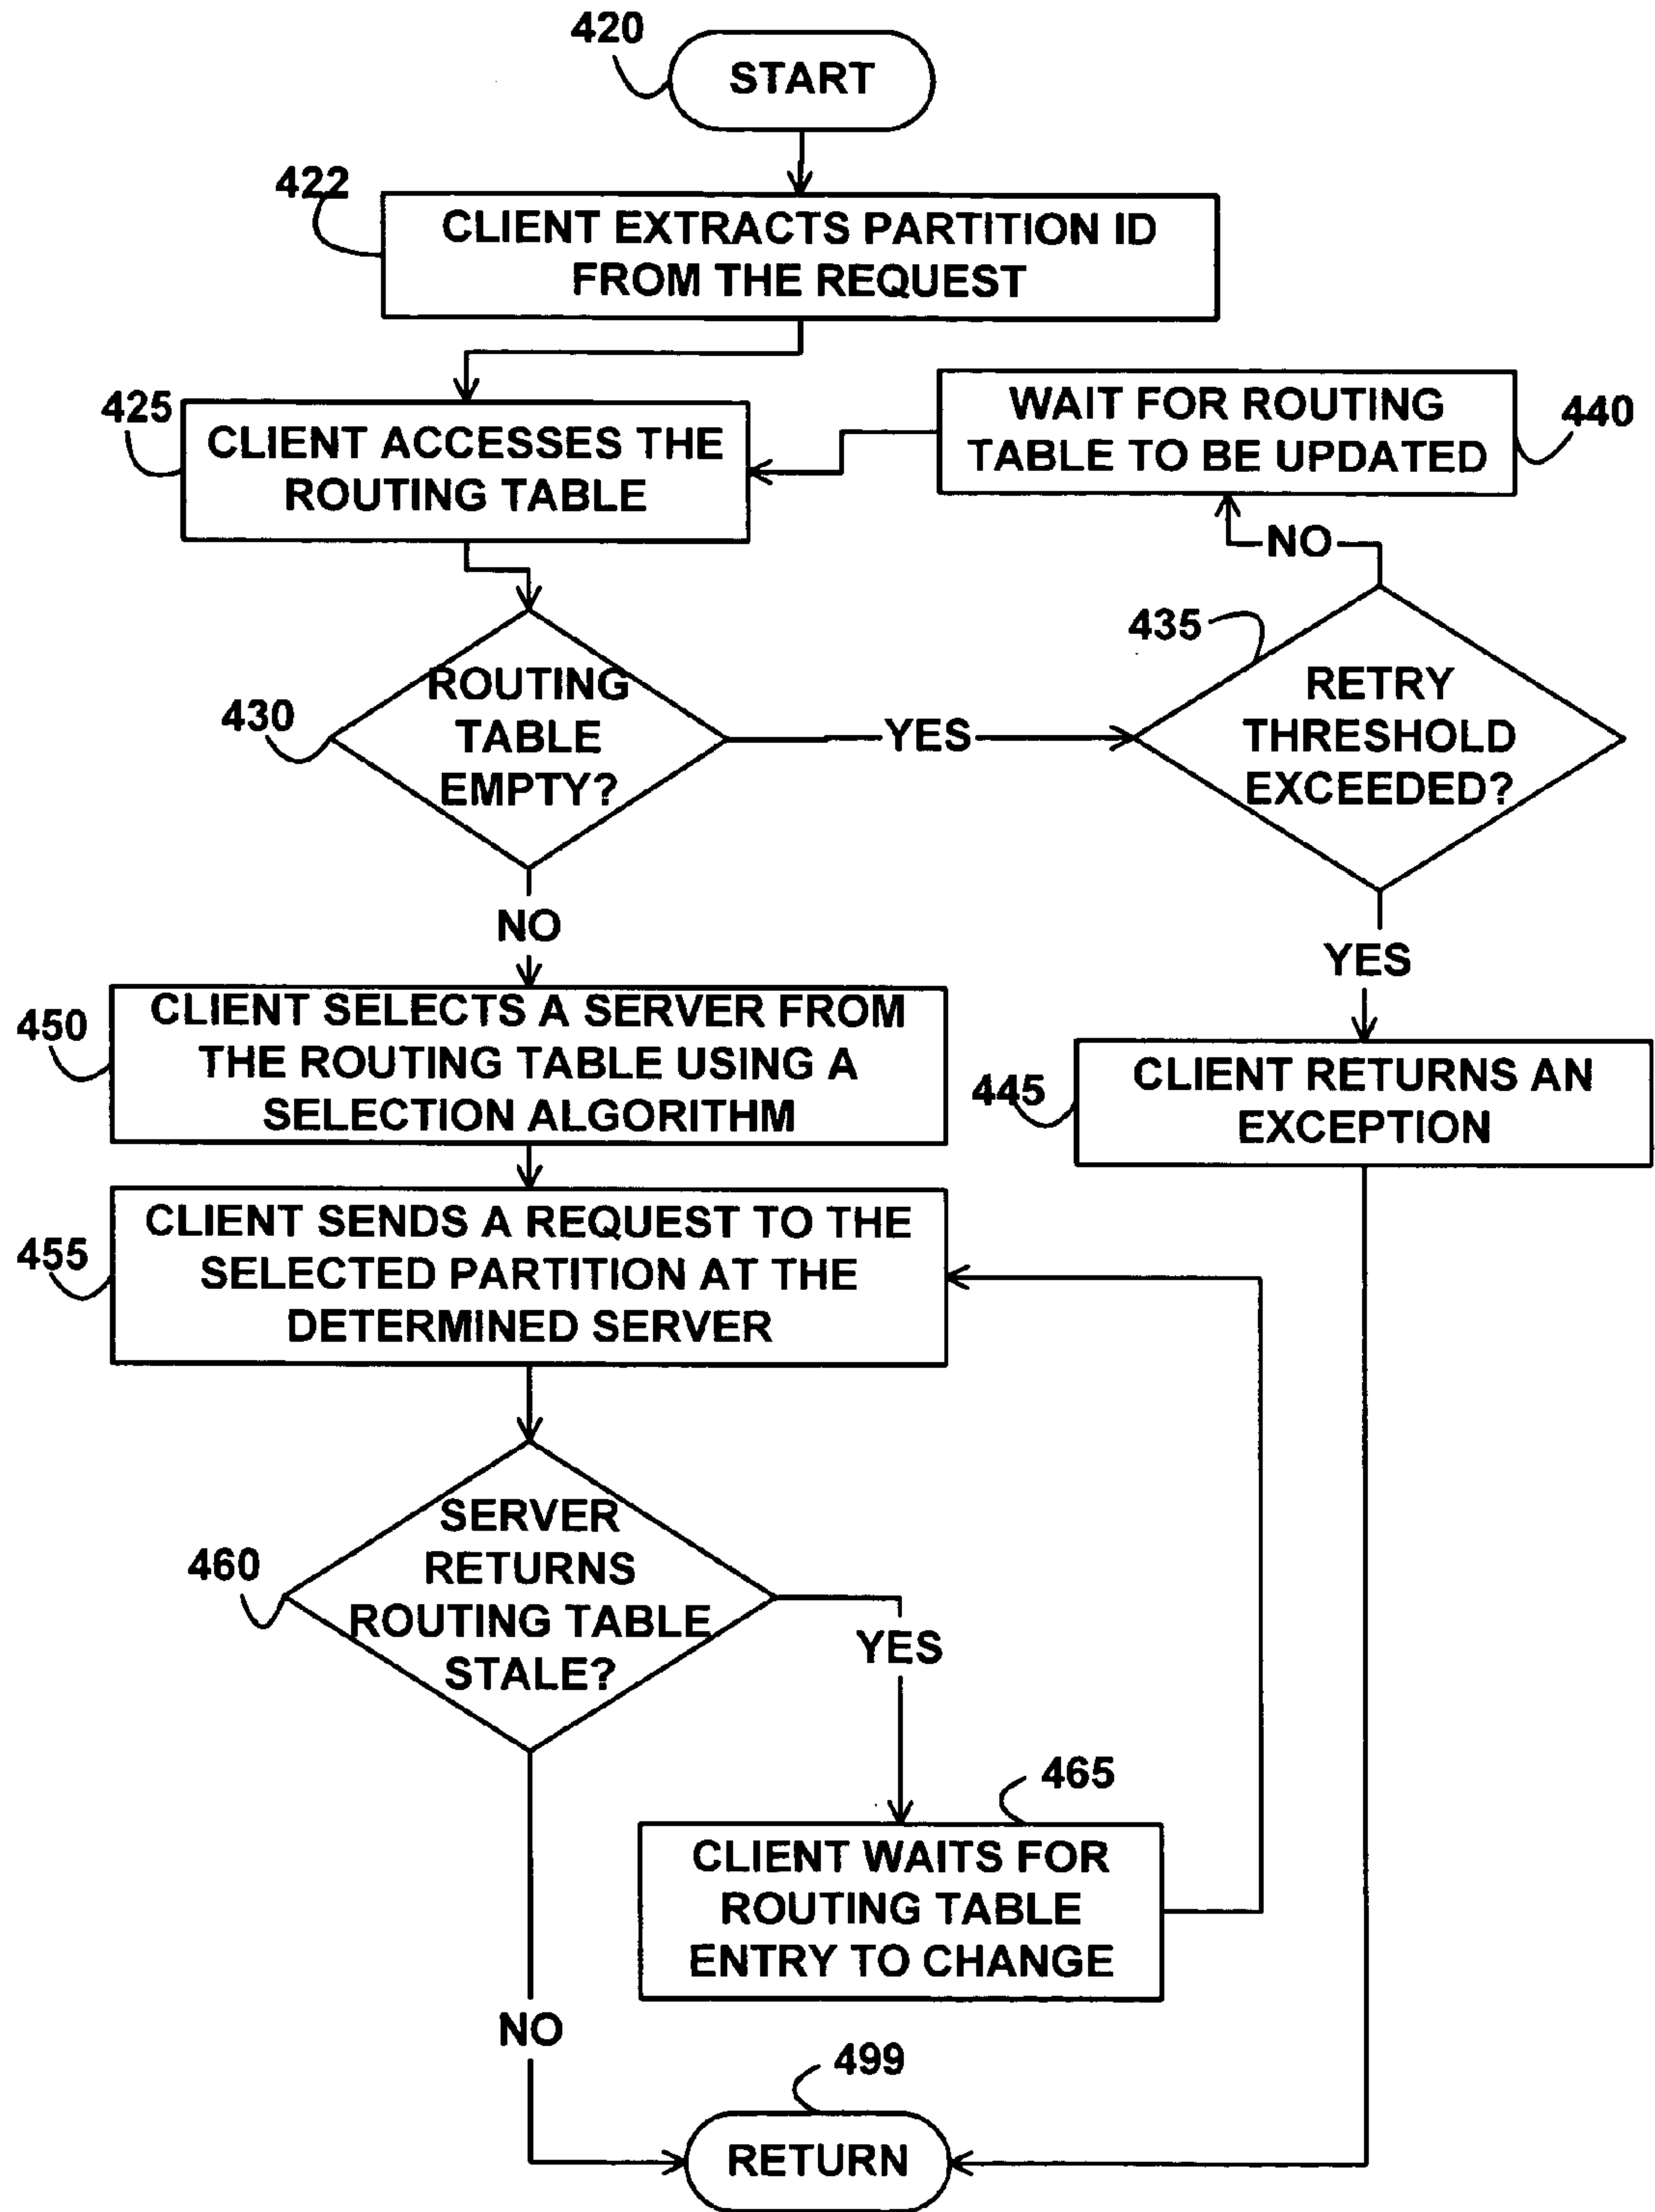 420
START
422
CLIENT EXTRACTS PARTITION ID
FROM THE REQUEST
425
CLIENT ACCESSES THE
ROUTING TABLE
WAIT FOR ROUTING
TABLE TO BE UPDATED
440
NO
435
430
ROUTING
TABLE
EMPTY?
YES
RETRY
THRESHOLD
EXCEEDED?
NO
YES
450
CLIENT SELECTS A SERVER FROM
THE ROUTING TABLE USING A
SELECTION ALGORITHM
445
CLIENT RETURNS AN
EXCEPTION
455
CLIENT SENDS A REQUEST TO THE
SELECTED PARTITION AT THE
DETERMINED SERVER
460
SERVER
RETURNS
ROUTING TABLE
STALE?
YES
465
CLIENT WAITS FOR
ROUTING TABLE
ENTRY TO CHANGE
NO
499
RETURN